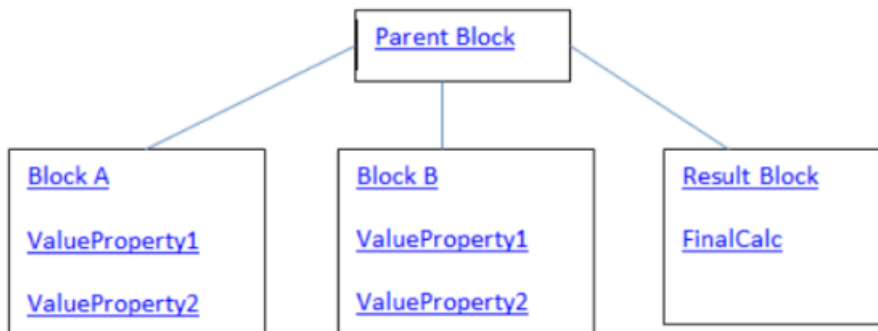 Parent Block
Block A
ValueProperty1
ValueProperty2
Block B
ValueProperty1
ValueProperty2
Result Block
FinalCalc